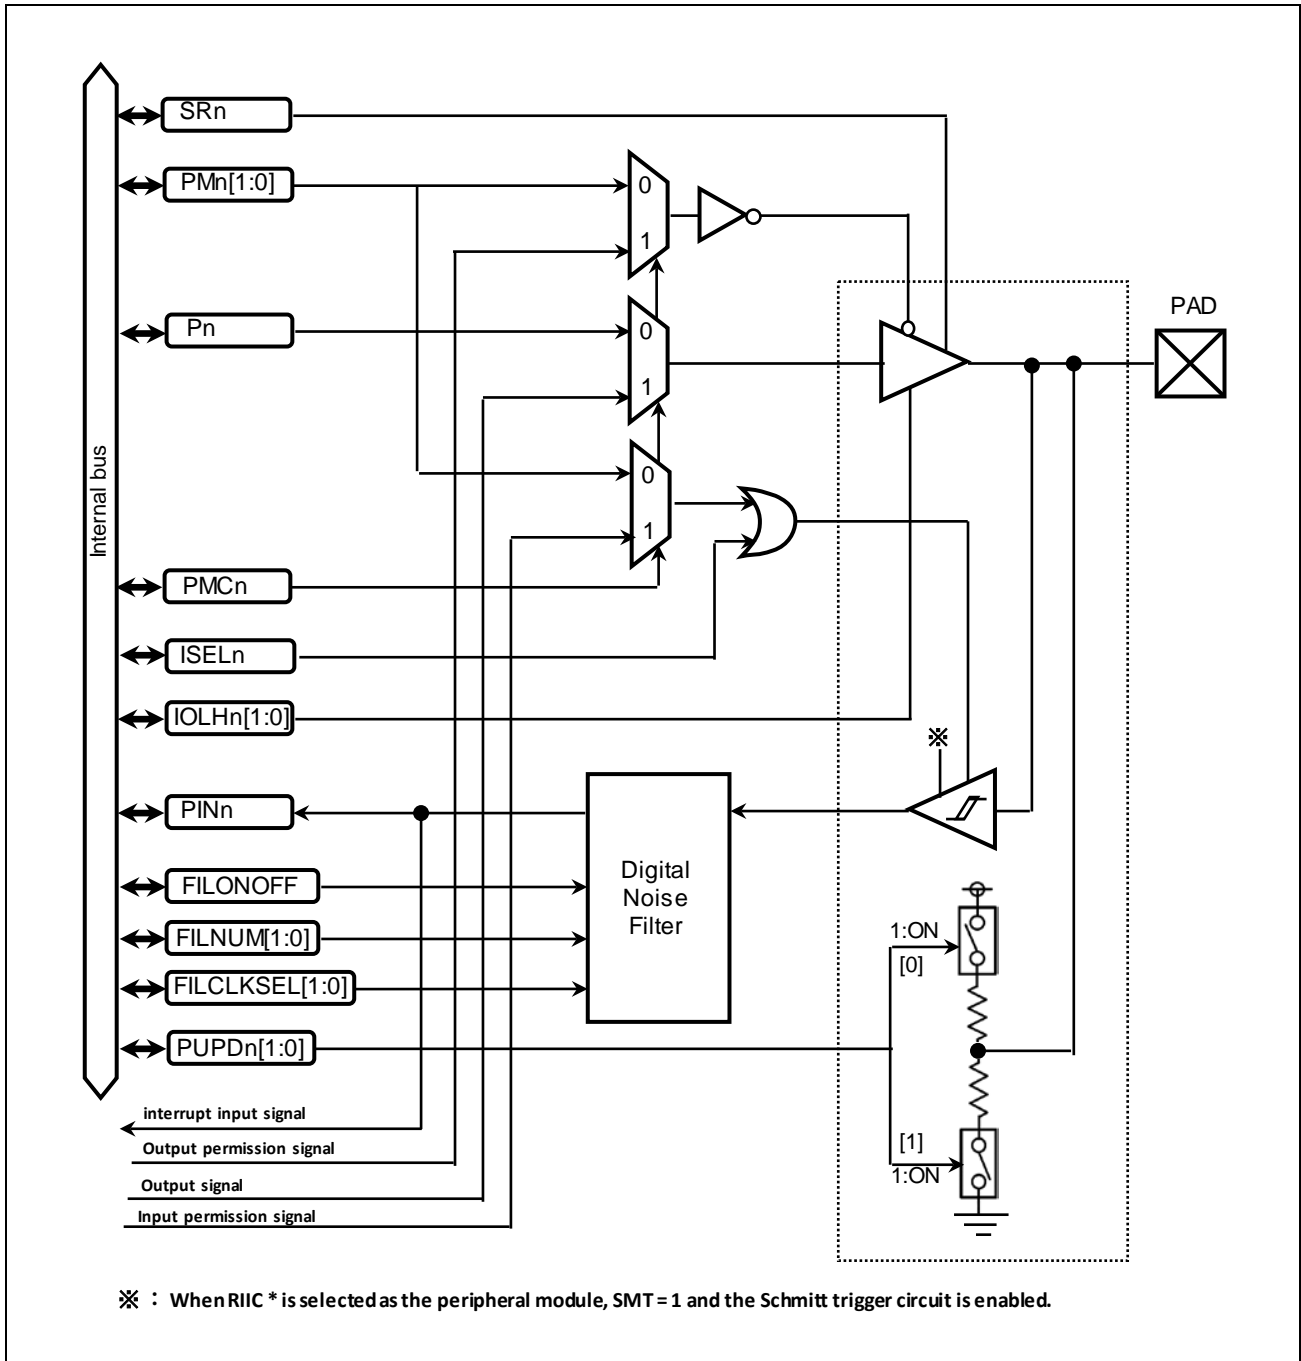 SRn
PMn[1:0]
0
1
PAD
Pn
0
1
Internal bus
0
1
PMCn
ISELn
IOLHn[1:0]
※
PINn
Digital
Noise
Filter
FILONOFF
FILNUM[1:0]
1:ON
[0]
FILCLKSEL[1:0]
PUPDn[1:0]
interrupt input signal
Output permission signal
[1]
1:ON
Output signal
Input permission signal
※ : When RIIC * is selected as the peripheral module, SMT = 1 and the Schmitt trigger circuit is enabled.